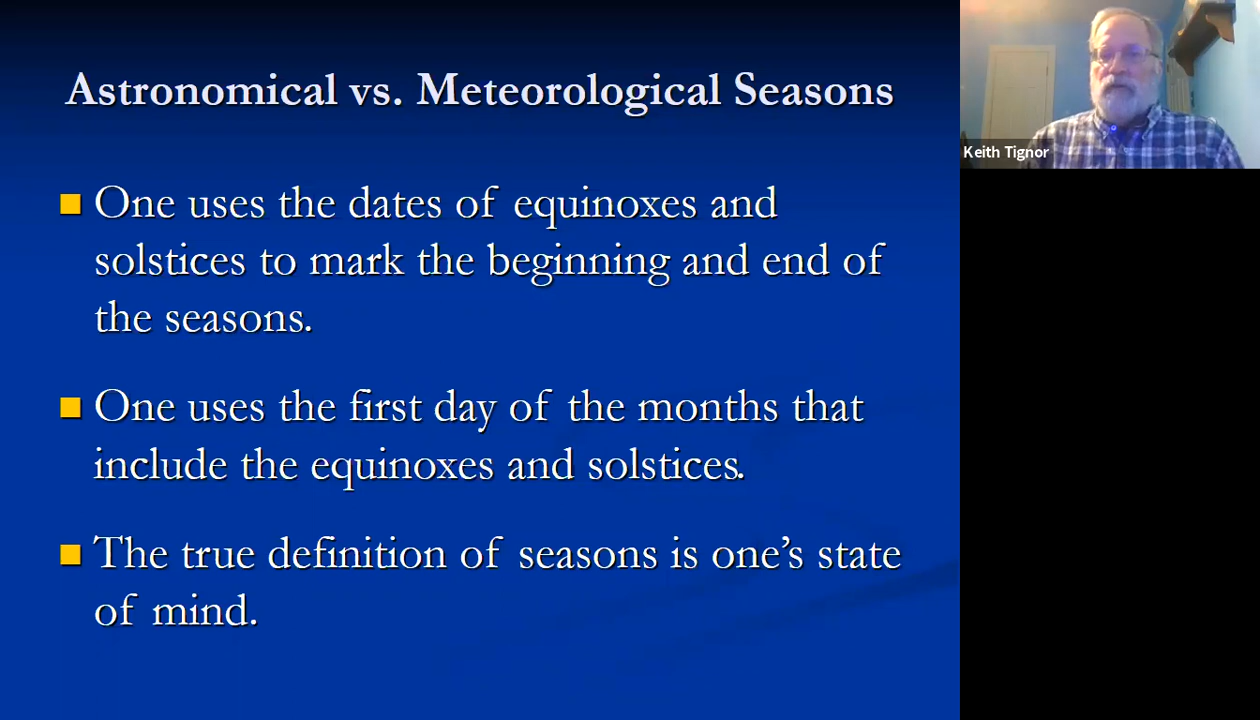 Astronomical vs. Meteorological Seasons
One uses the dates of equinoxes and
solstices to mark the beginning and end of
the seasons.
One uses the first day of the months that
include the equinoxes and solstices.
The true definition of seasons is one’s state
of mind.
Keith Tignor